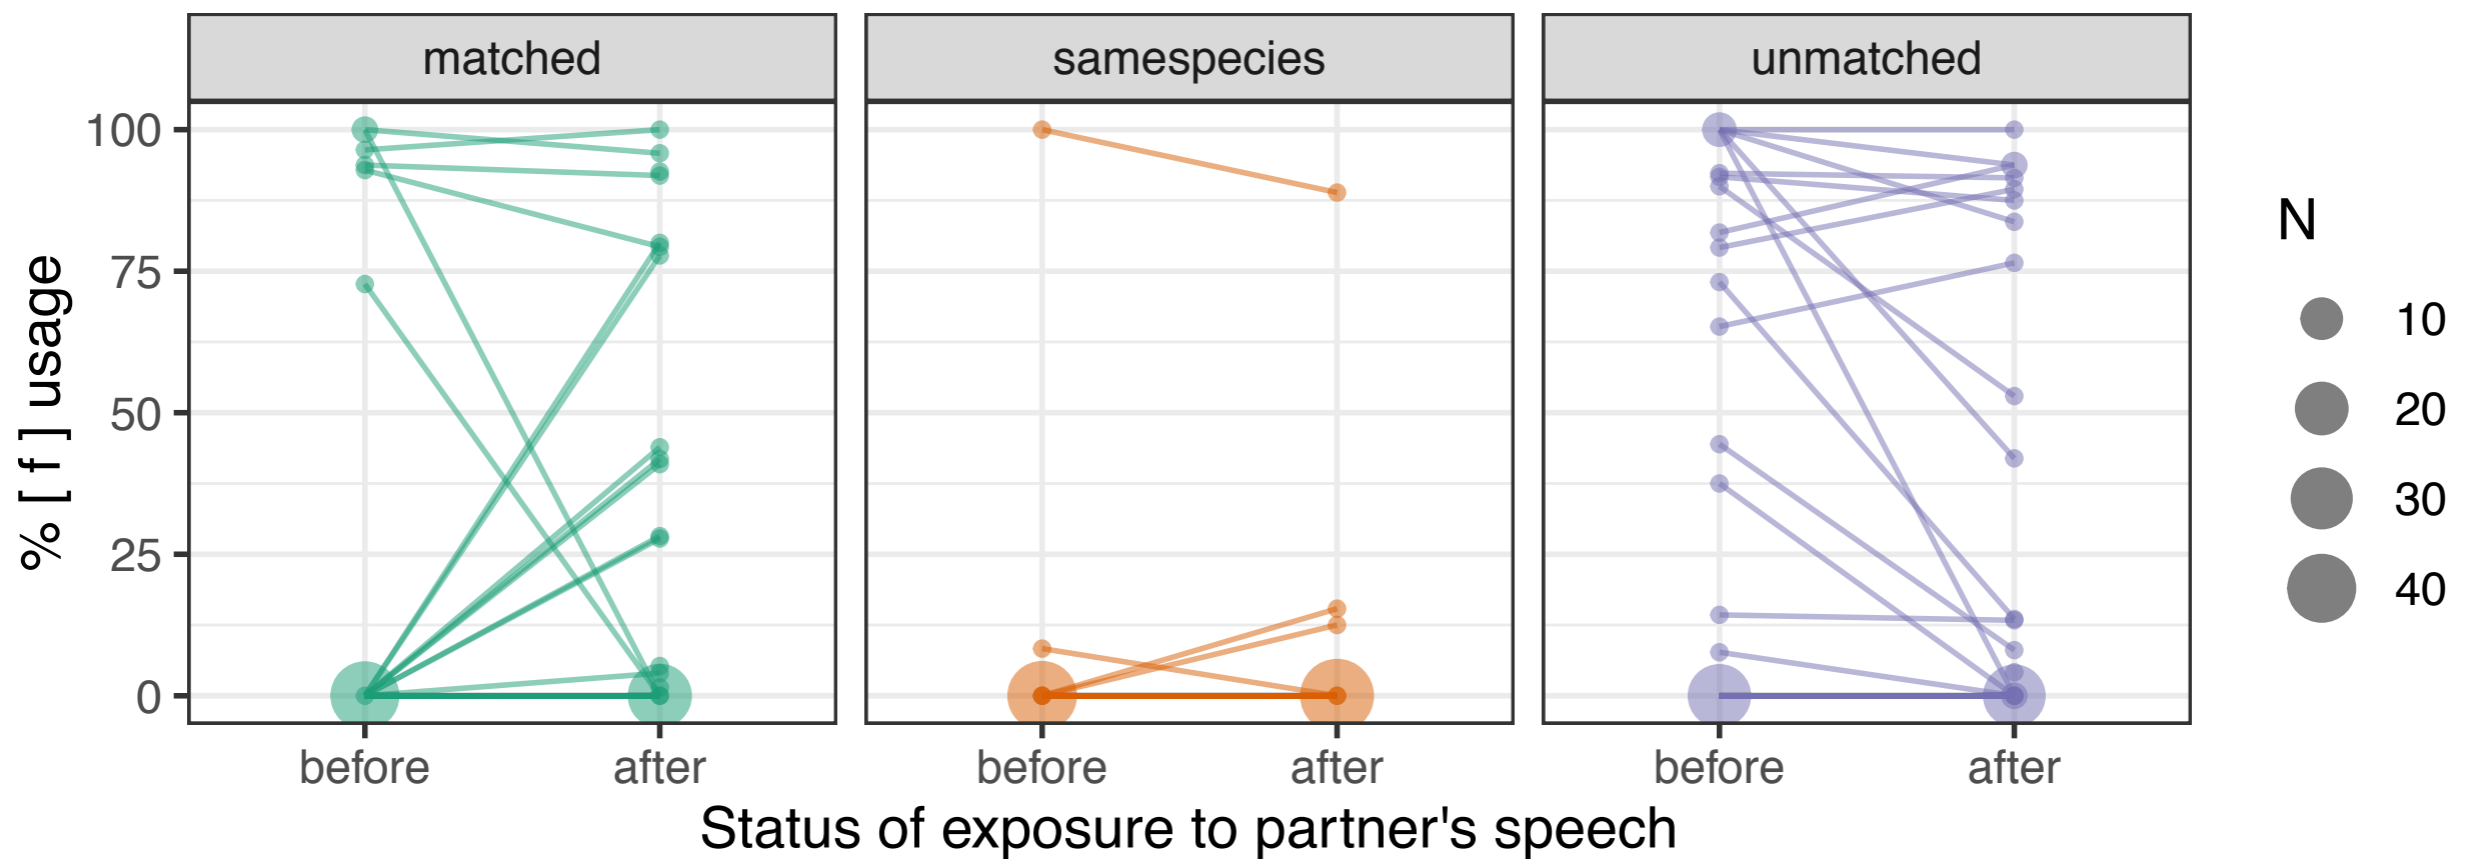 matched samespecies unmatched
% [ f ] usage
100
75
50
25
0
before after before after before after
Status of exposure to partner's speech
N
10
20
30
40